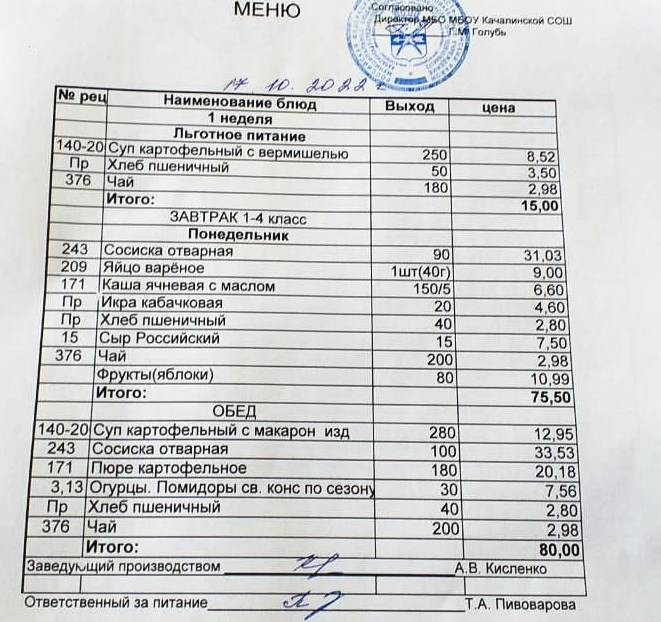 МЕНЮ
Согласовано
Директор МБО МБОУ Качалинской СОШ
Г.М. Голубь
17.10.2022 г
№ рец Наименование блюд Выход цена
1 неделя
Льготное питание
140-20 Суп картофельный с вермишелью 250 8,52
Пр Хлеб пшеничный 50 3,50
376 Чай 180 2,98
Итого: 15,00
ЗАВТРАК 1-4 класс
Понедельник
243 Сосиска отварная 90 31,03
209 Яйцо варёное 1шт(40г) 9,00
171 Каша ячневая с маслом 150/5 6,60
Пр Икра кабачковая 20 4,60
Пр Хлеб пшеничный 40 2,80
15 Сыр Российский 15 7,50
376 Чай 200 2,98
Фрукты(яблоки) 80 10,99
Итого: 75,50
ОБЕД
140-20 Суп картофельный с макарон изд 280 12,95
243 Сосиска отварная 100 33,53
171 Пюре картофельное 180 20,18
3,13 Огурцы. Помидоры св. конс по сезону 30 7,56
Пр Хлеб пшеничный 40 2,80
376 Чай 200 2,98
Итого: 80,00
Заведующий производством А.В. Кисленко
Ответственный за питание Т.А. Пивоварова